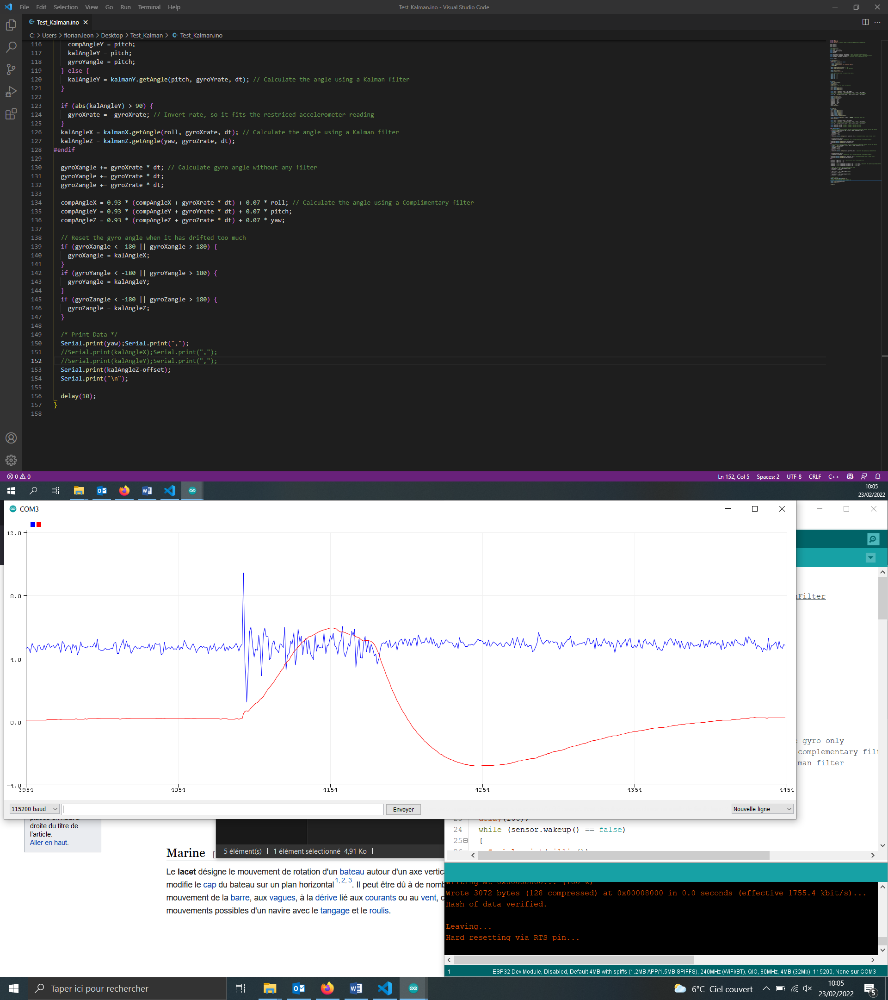 File Edit Selection View Go Run Terminal Help
Test_Kalman.ino - Visual Studio Code
Test_Kalman.ino
C: > Users > florian.leon > Desktop > Test_Kalman > Test_Kalman.ino
116 compAngleY = pitch;
117 kalAngleY = pitch;
118 gyroYangle = pitch;
119 } else {
120 kalAngleY = kalmanY.getAngle(pitch, gyroYrate, dt); // Calculate the angle using a Kalman filter
121 }
122
123 if (abs(kalAngleY) > 90) {
124 gyroXrate = -gyroXrate; // Invert rate, so it fits the restriced accelerometer reading
125 }
126 kalAngleX = kalmanX.getAngle(roll, gyroXrate, dt); // Calculate the angle using a Kalman filter
127 kalAngleZ = kalmanZ.getAngle(yaw, gyroZrate, dt);
128 #endif
129
130 gyroXangle += gyroXrate * dt; // Calculate gyro angle without any filter
131 gyroYangle += gyroYrate * dt;
132 gyroZangle += gyroZrate * dt;
133
134 compAngleX = 0.93 * (compAngleX + gyroXrate * dt) + 0.07 * roll; // Calculate the angle using a Complimentary filter
135 compAngleY = 0.93 * (compAngleY + gyroYrate * dt) + 0.07 * pitch;
136 compAngleZ = 0.93 * (compAngleZ + gyroZrate * dt) + 0.07 * yaw;
137
138 // Reset the gyro angle when it has drifted too much
139 if (gyroXangle < -180 || gyroXangle > 180) {
140 gyroXangle = kalAngleX;
141 }
142 if (gyroYangle < -180 || gyroYangle > 180) {
143 gyroYangle = kalAngleY;
144 }
145 if (gyroZangle < -180 || gyroZangle > 180) {
146 gyroZangle = kalAngleZ;
147 }
148
149 /* Print Data */
150 Serial.print(yaw);Serial.print(",");
151 //Serial.print(kalAngleX);Serial.print(",");
152 //Serial.print(kalAngleY);Serial.print(",");
153 Serial.print(kalAngleZ-offset);
154 Serial.print("\n");
155
156 delay(10);
157 }
158
0 0
Ln 152, Col 5 Spaces: 2 UTF-8 CRLF C++
10:05
23/02/2022
COM3
12.0
8.0
4.0
0.0
-4.0
3954 4054 4154 4254 4354 4454
115200 baud Envoyer Nouvelle ligne
nFilter
gyro only
complementary
filter
droite du titre de
l'article.
Aller en haut.
24 while (sensor.wakeup() == false)
25 {
5 élément(s) | 1 élément sélectionné 4,91 Ko |
Marine [
Le lacet désigne le mouvement de rotation d'un bateau autour d'un axe
modifie le cap du bateau sur un plan horizontal1, 2, 3. Il peut être dû à de
mouvement de la barre, aux vagues, à la dérive lié aux courants ou au vent,
mouvements possibles d'un navire avec le tangage et le roulis.
Writing at 0x00008000... (100 %)
Wrote 3072 bytes (128 compressed) at 0x00008000 in 0.0 seconds (effective 1755.4 kbit/s)...
Hash of data verified.
Leaving...
Hard resetting via RTS pin...
1 ESP32 Dev Module, Disabled, Default 4MB with spiffs (1.2MB APP/1.5MB SPIFFS), 240MHz (WiFi/BT), QIO, 80MHz, 4MB (32Mb), 115200, None sur COM3
Taper ici pour rechercher
6°C Ciel couvert
10:05
23/02/2022
5